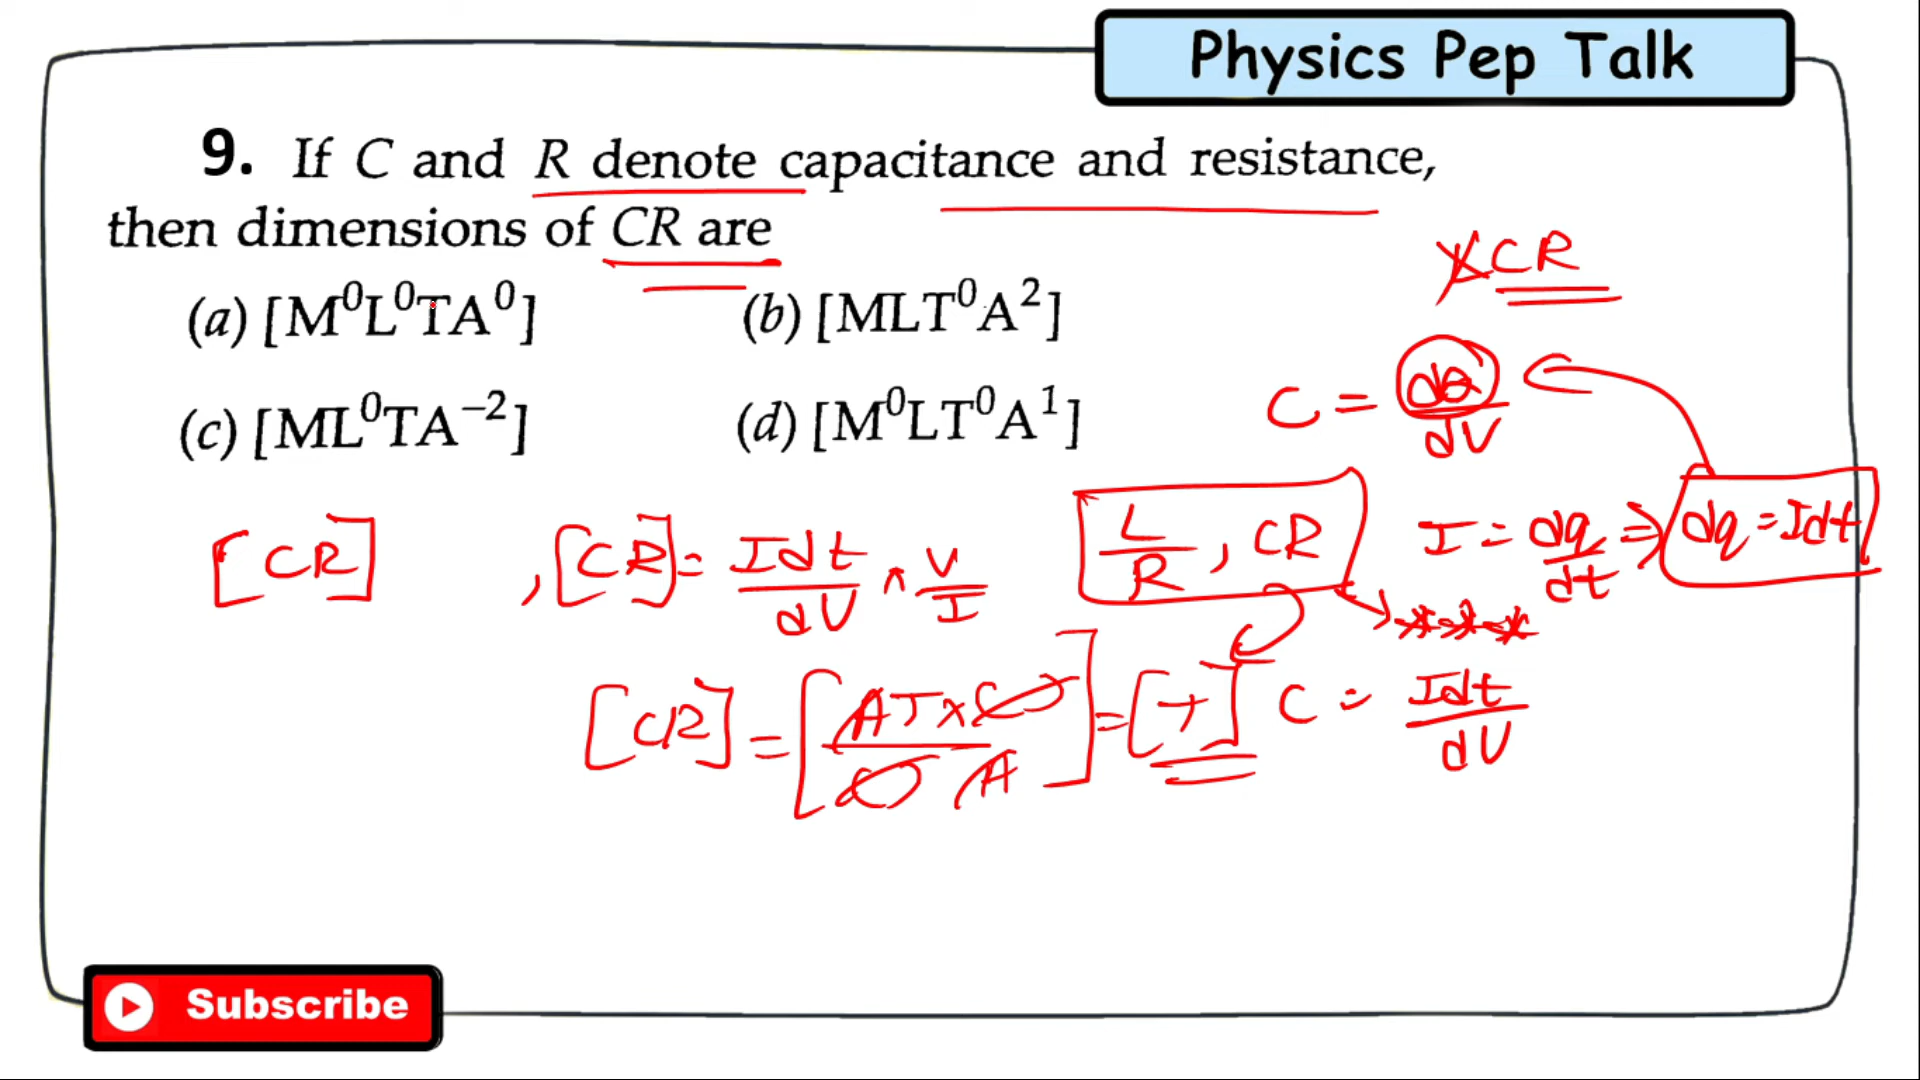 Physics Pep Talk
9. If C and R denote capacitance and resistance,
then dimensions of CR are
(a) [M⁰L⁰TA⁰] (b) [MLT⁰A²]
(c) [ML⁰TA⁻²] (d) [M⁰LT⁰A¹]
CR
C = dQ/dV
[CR] , [CR] = Idt/dV × V/I
L/R , CR
I = dq/dt ⇒ dq = Idt
[CR] = [AT× / A] = [T]
C = Idt/dV
Subscribe